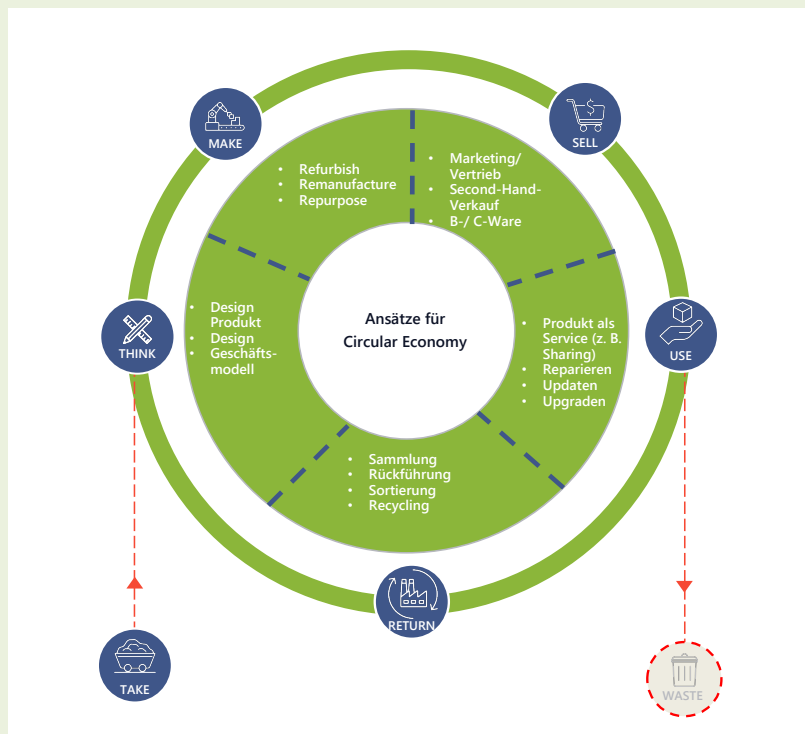 MAKE
SELL
• Refurbish
• Remanufacture
• Repurpose
• Marketing/
Vertrieb
• Second-Hand-
Verkauf
• B-/ C-Ware
THINK
• Design
Produkt
• Design
• Geschäfts-
modell
Ansätze für
Circular Economy
• Produkt als
Service (z. B.
Sharing)
• Reparieren
• Updaten
• Upgraden
USE
• Sammlung
• Rückführung
• Sortierung
• Recycling
RETURN
TAKE
WASTE